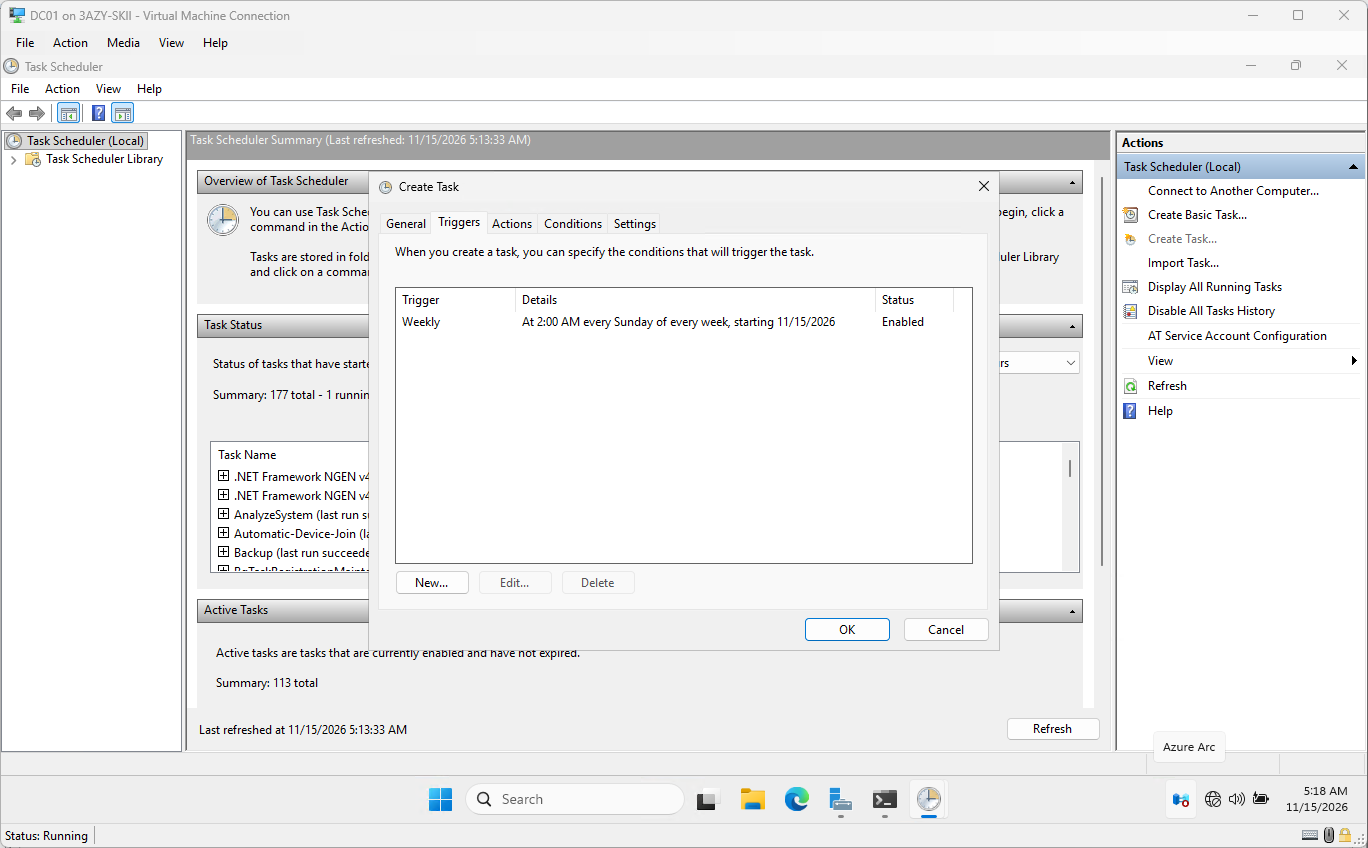 DC01 on 3AZY-SKII - Virtual Machine Connection
File Action Media View Help
Task Scheduler
File Action View Help
Task Scheduler (Local)
Task Scheduler Library
Task Scheduler Summary (Last refreshed: 11/15/2026 5:13:33 AM)
Overview of Task Scheduler
You can use Task Sche
command in the Actio
Tasks are stored in fold
and click on a comma
begin, click a
uler Library
Task Status
Status of tasks that have starte
rs
Summary: 177 total - 1 runnin
Task Name
.NET Framework NGEN v4
.NET Framework NGEN v4
AnalyzeSystem (last run s
Automatic-Device-Join (la
Backup (last run succeede
BgTaskRegistrationMainte
Active Tasks
Active tasks are tasks that are currently enabled and have not expired.
Summary: 113 total
Last refreshed at 11/15/2026 5:13:33 AM
Refresh
Create Task
General Triggers Actions Conditions Settings
When you create a task, you can specify the conditions that will trigger the task.
Trigger Details Status
Weekly At 2:00 AM every Sunday of every week, starting 11/15/2026 Enabled
New... Edit... Delete
OK Cancel
Actions
Task Scheduler (Local)
Connect to Another Computer...
Create Basic Task...
Create Task...
Import Task...
Display All Running Tasks
Disable All Tasks History
AT Service Account Configuration
View
Refresh
Help
Azure Arc
Search
5:18 AM
11/15/2026
Status: Running